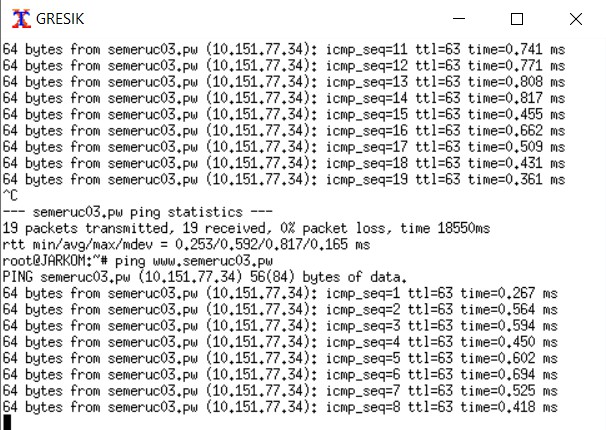 GRESIK
64 bytes from semeruc03.pw (10.151.77.34): icmp_seq=11 ttl=63 time=0.741 ms
64 bytes from semeruc03.pw (10.151.77.34): icmp_seq=12 ttl=63 time=0.771 ms
64 bytes from semeruc03.pw (10.151.77.34): icmp_seq=13 ttl=63 time=0.808 ms
64 bytes from semeruc03.pw (10.151.77.34): icmp_seq=14 ttl=63 time=0.817 ms
64 bytes from semeruc03.pw (10.151.77.34): icmp_seq=15 ttl=63 time=0.455 ms
64 bytes from semeruc03.pw (10.151.77.34): icmp_seq=16 ttl=63 time=0.662 ms
64 bytes from semeruc03.pw (10.151.77.34): icmp_seq=17 ttl=63 time=0.509 ms
64 bytes from semeruc03.pw (10.151.77.34): icmp_seq=18 ttl=63 time=0.431 ms
64 bytes from semeruc03.pw (10.151.77.34): icmp_seq=19 ttl=63 time=0.361 ms
^C
--- semeruc03.pw ping statistics ---
19 packets transmitted, 19 received, 0% packet loss, time 18550ms
rtt min/avg/max/mdev = 0.253/0.592/0.817/0.165 ms
root@JARKOM:"# ping www.semeruc03.pw
PING semeruc03.pw (10.151.77.34) 56(84) bytes of data.
64 bytes from semeruc03.pw (10.151.77.34): icmp_seq=1 ttl=63 time=0.267 ms
64 bytes from semeruc03.pw (10.151.77.34): icmp_seq=2 ttl=63 time=0.564 ms
64 bytes from semeruc03.pw (10.151.77.34): icmp_seq=3 ttl=63 time=0.594 ms
64 bytes from semeruc03.pw (10.151.77.34): icmp_seq=4 ttl=63 time=0.450 ms
64 bytes from semeruc03.pw (10.151.77.34): icmp_seq=5 ttl=63 time=0.602 ms
64 bytes from semeruc03.pw (10.151.77.34): icmp_seq=6 ttl=63 time=0.694 ms
64 bytes from semeruc03.pw (10.151.77.34): icmp_seq=7 ttl=63 time=0.525 ms
64 bytes from semeruc03.pw (10.151.77.34): icmp_seq=8 ttl=63 time=0.418 ms